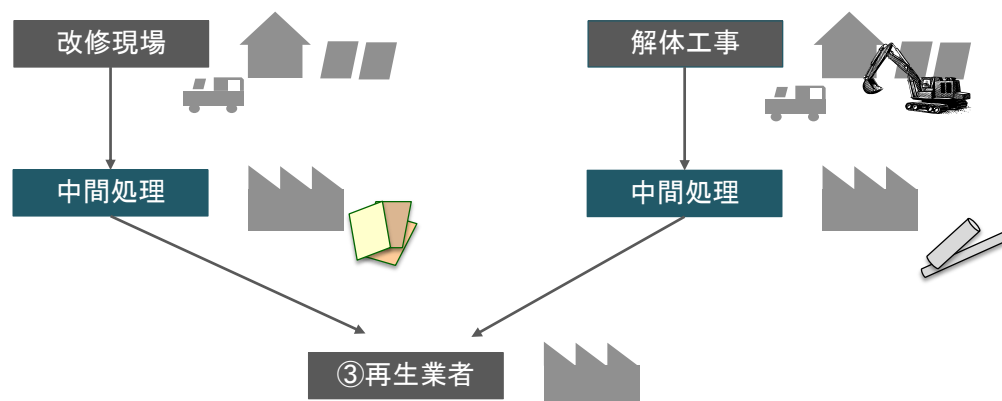 改修現場
解体工事
中間処理
中間処理
③再生業者